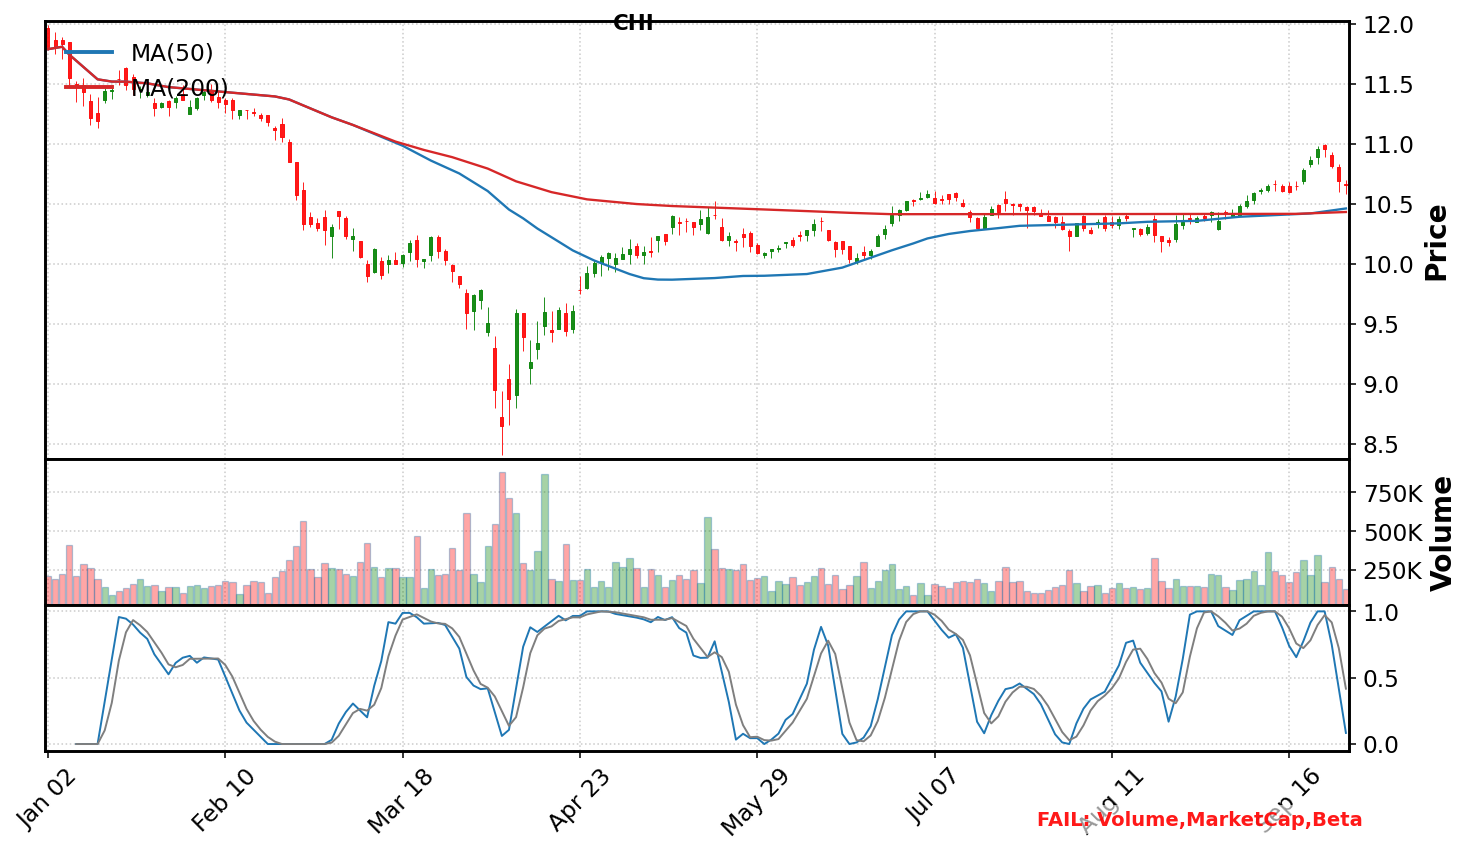 CHI
MA(50)
MA(200)
12.0
11.5
11.0
10.5
10.0
9.5
9.0
8.5
Price
750K
500K
250K
Volume
1.0
0.5
0.0
Jan 02
Feb 10
Mar 18
Apr 23
May 29
Jul 07
Aug 11
Sep 16
FAIL: Volume,MarketCap,Beta